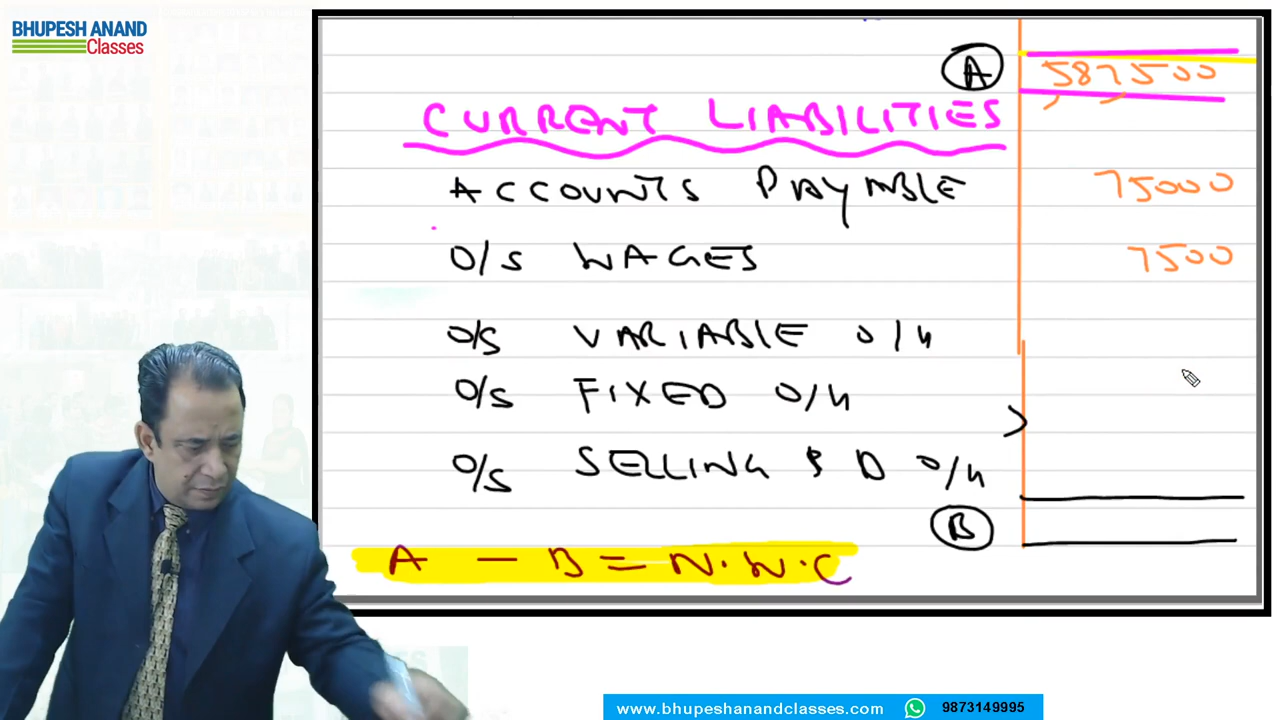 BHUPESH ANAND
Classes
A 587500
CURRENT LIABILITIES
ACCOUNTS PAYABLE 75000
O/S WAGES 7500
O/S VARIABLE O/H
O/S FIXED O/H
O/S SELLING & D O/H
B
A - B = N.W.C
www.bhupeshanandclasses.com 9873149995